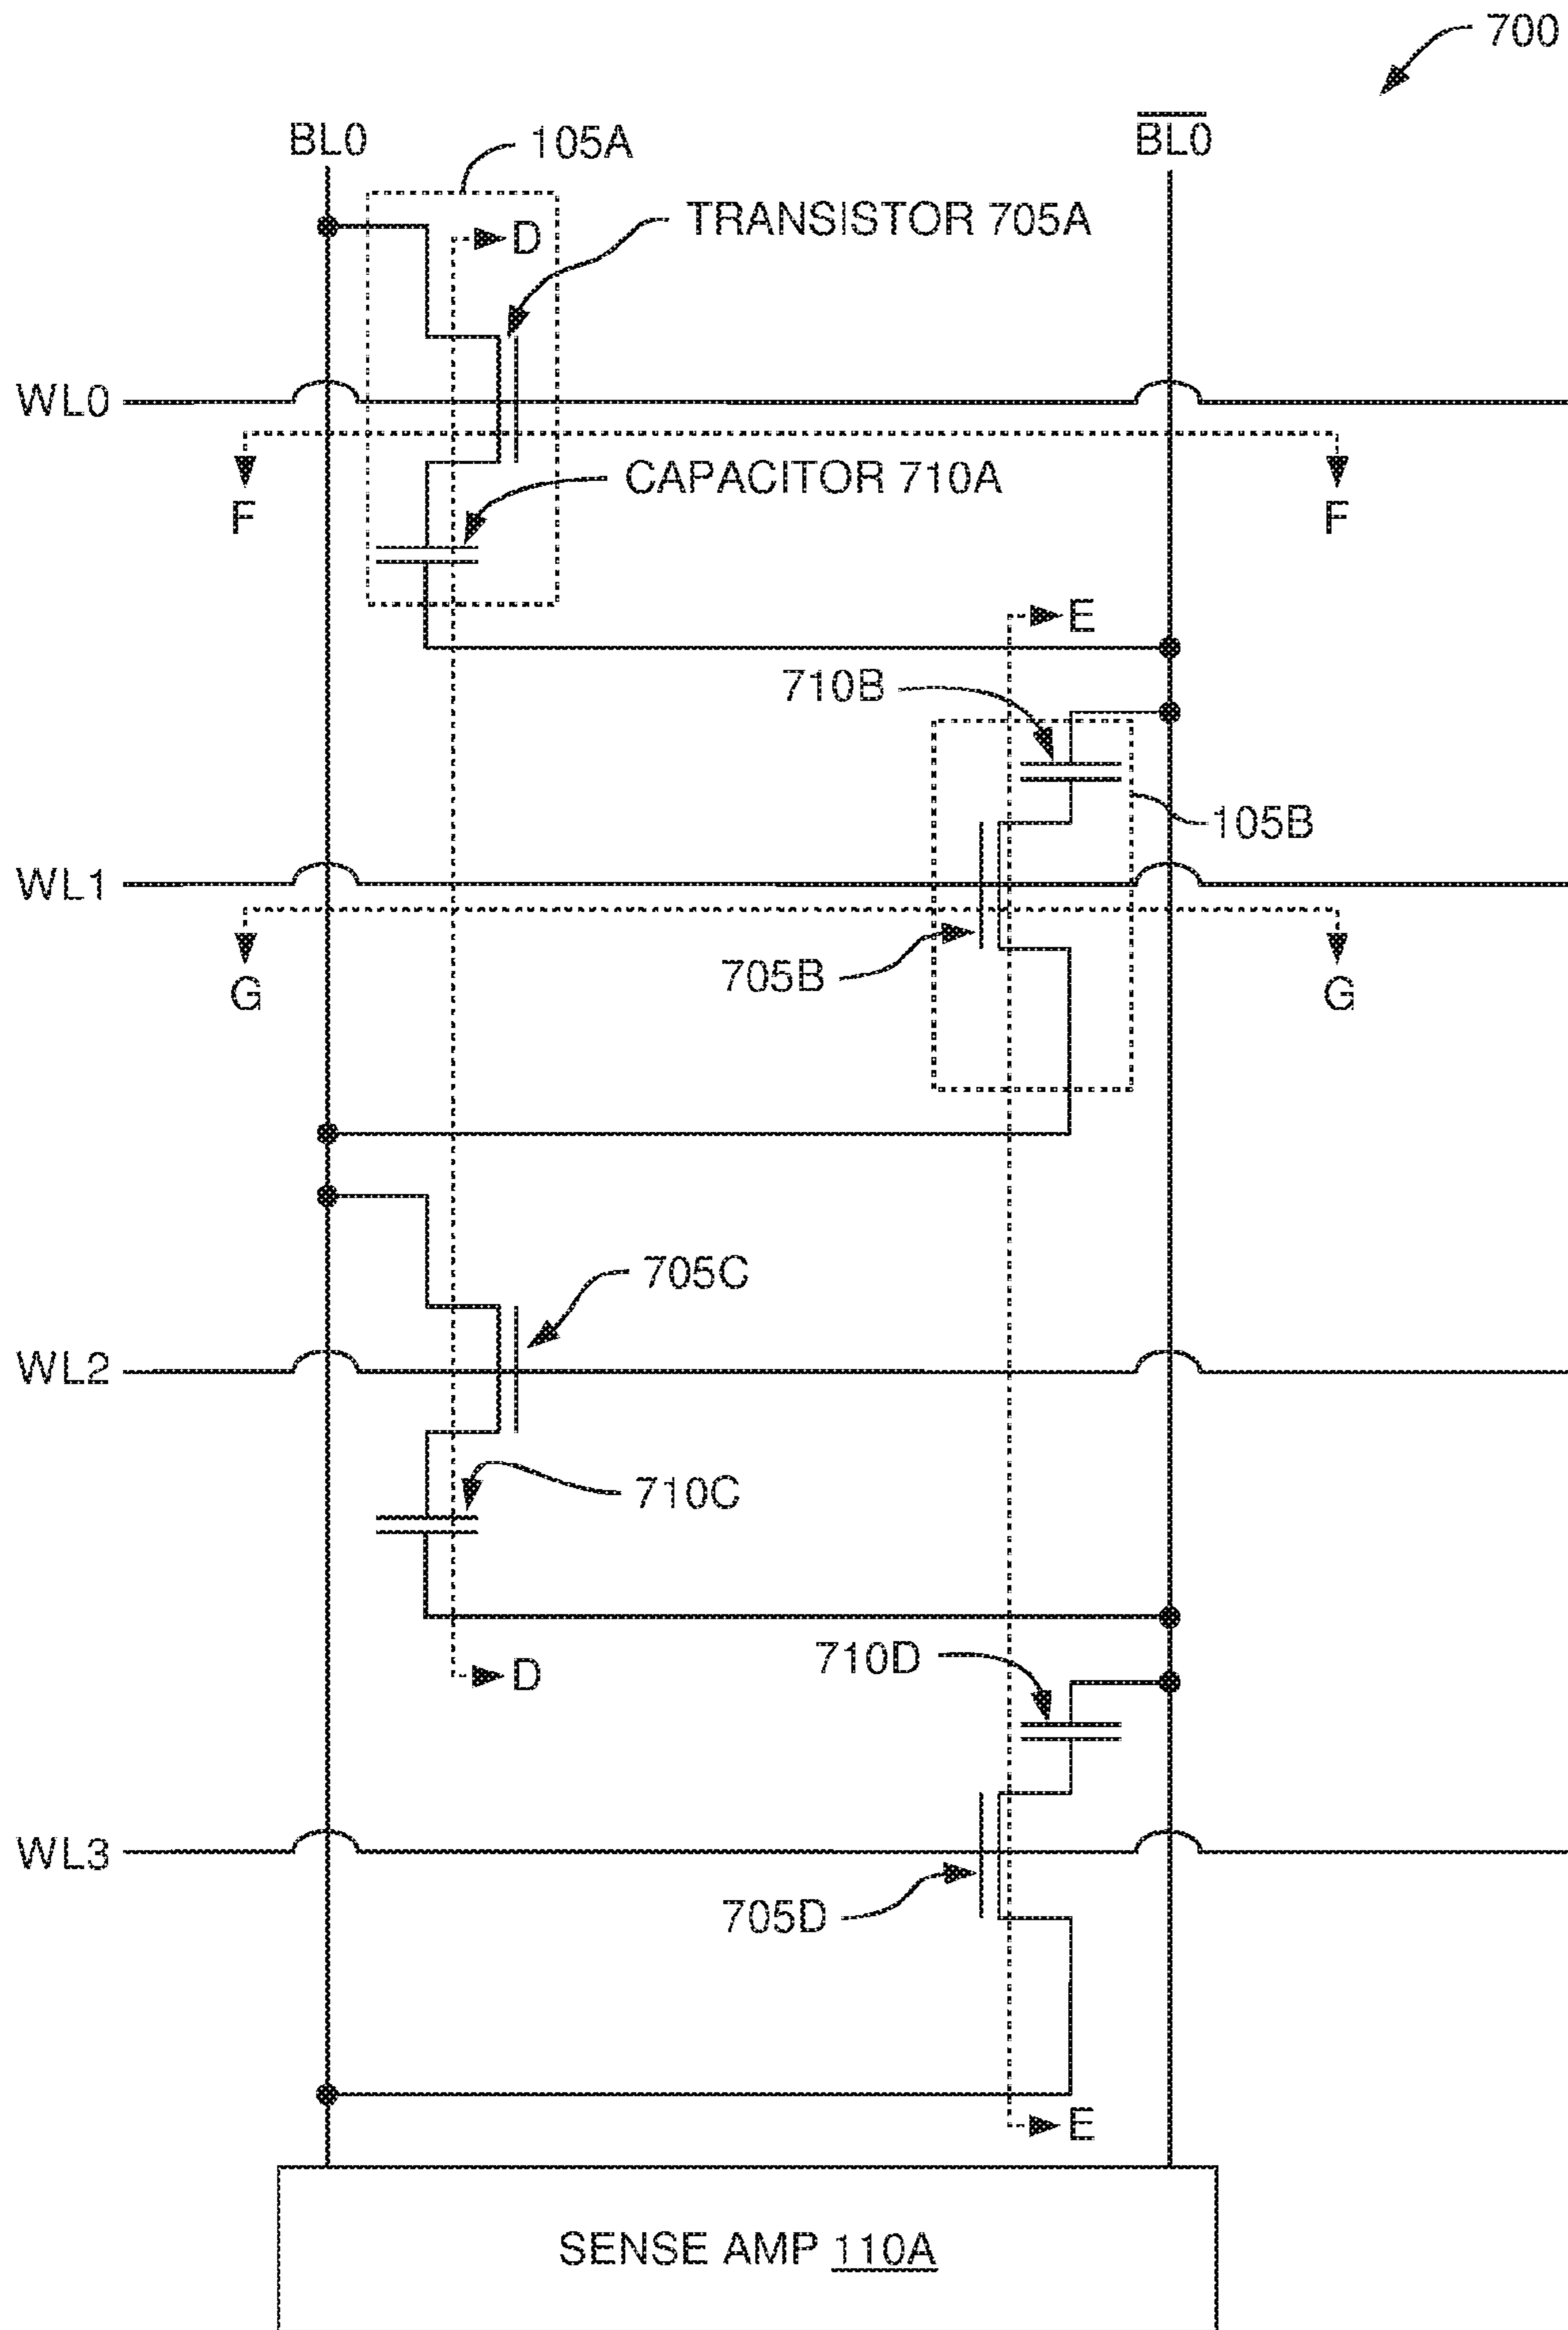 700
BL0
B̅L̅0̅
105A
TRANSISTOR 705A
D
WL0
CAPACITOR 710A
F
F
E
710B
105B
WL1
705B
G
G
705C
WL2
710C
710D
D
WL3
705D
E
SENSE AMP 110A